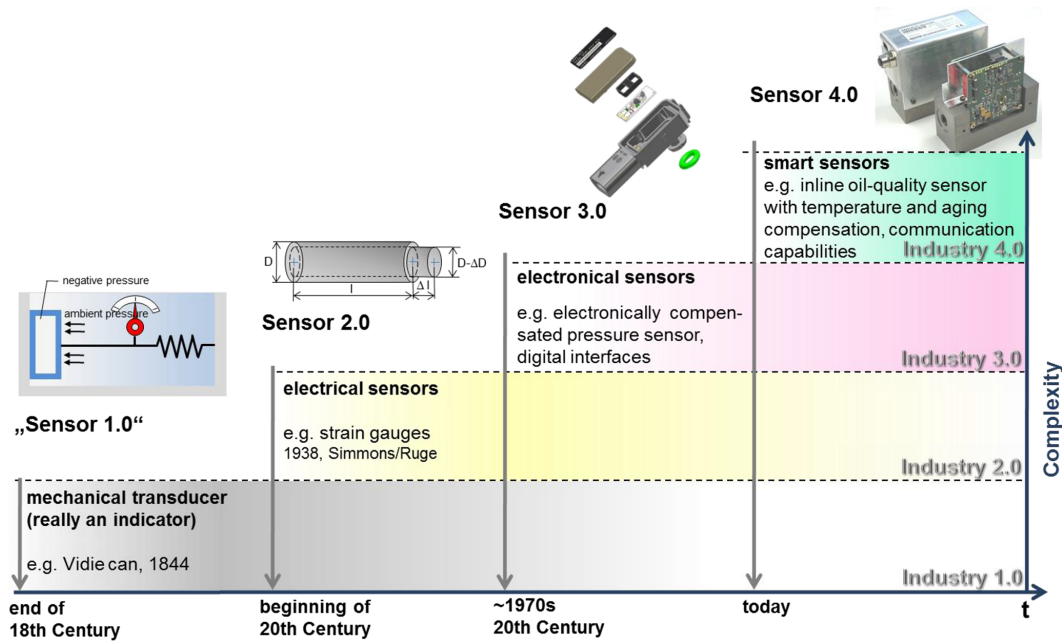 Sensor 4.0
smart sensors
e.g. inline oil-quality sensor
with temperature and aging
compensation, communication
capabilities
Industry 4.0
Sensor 3.0
electronical sensors
e.g. electronically compen-
sated pressure sensor,
digital interfaces
Industry 3.0
D
l
Δ l
D-ΔD
Sensor 2.0
electrical sensors
e.g. strain gauges
1938, Simmons/Ruge
Industry 2.0
negative pressure
ambient pressure
„Sensor 1.0“
mechanical transducer
(really an indicator)
e.g. Vidie can, 1844
Industry 1.0
Complexity
t
end of
18th Century
beginning of
20th Century
~1970s
20th Century
today